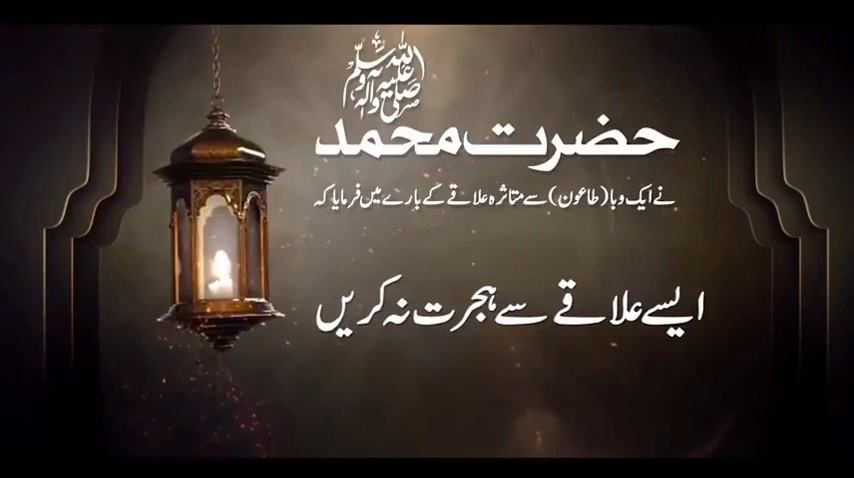 صلی اللہ علیہ وآلہ وسلم
حضرت محمد
نے ایک وبا (طاعون) سے متاثرہ علاقے کے بارے میں فرمایا کہ
ایسے علاقے سے ہجرت نہ کریں